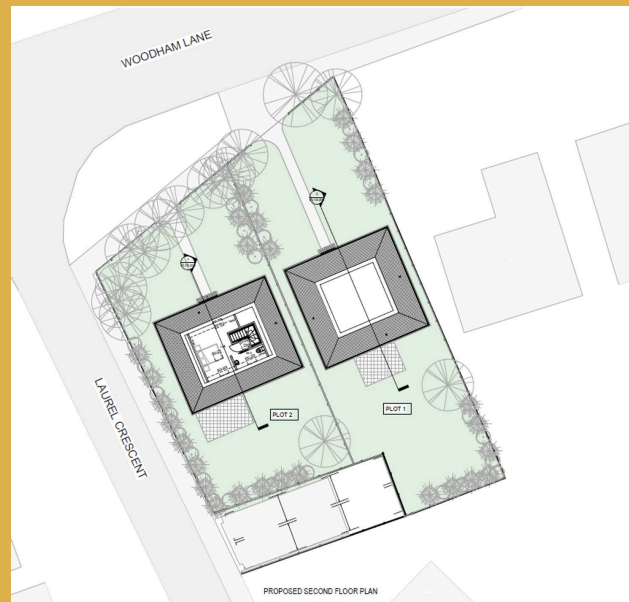 WOODHAM LANE
LAUREL CRESCENT
PLOT 2
PLOT 1
PROPOSED SECOND FLOOR PLAN